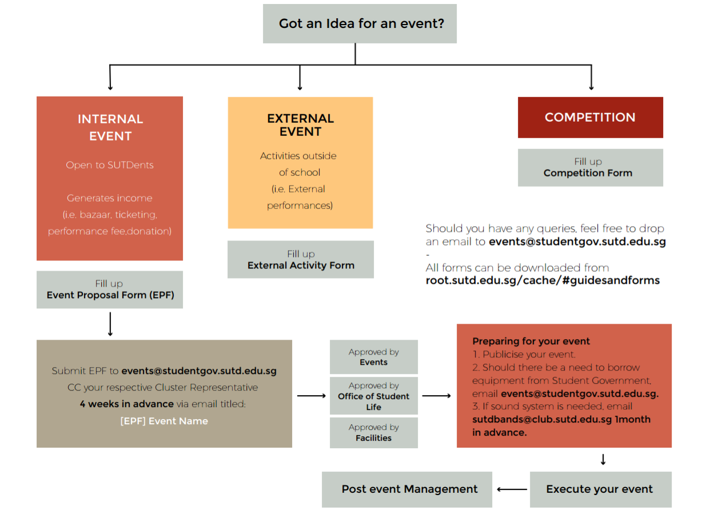 Got an Idea for an event?
INTERNAL
EVENT
Open to SUTDents
Generates income
(i.e. bazaar, ticketing,
performance fee,donation)
Fill up
Event Proposal Form (EPF)
EXTERNAL
EVENT
Activities outside
of school
(i.e. External
performances)
Fill up
External Activity Form
COMPETITION
Fill up
Competition Form
Should you have any queries, feel free to drop
an email to events@studentgov.sutd.edu.sg
-
All forms can be downloaded from
root.sutd.edu.sg/cache/#guidesandforms
Submit EPF to events@studentgov.sutd.edu.sg
CC your respective Cluster Representative
4 weeks in advance via email titled:
[EPF] Event Name
Approved by
Events
Approved by
Office of Student
Life
Approved by
Facilities
Preparing for your event
1. Publicise your event.
2. Should there be a need to borrow
equipment from Student Government,
email events@studentgov.sutd.edu.sg.
3. If sound system is needed, email
sutdbands@club.sutd.edu.sg 1month
in advance.
Execute your event
Post event Management